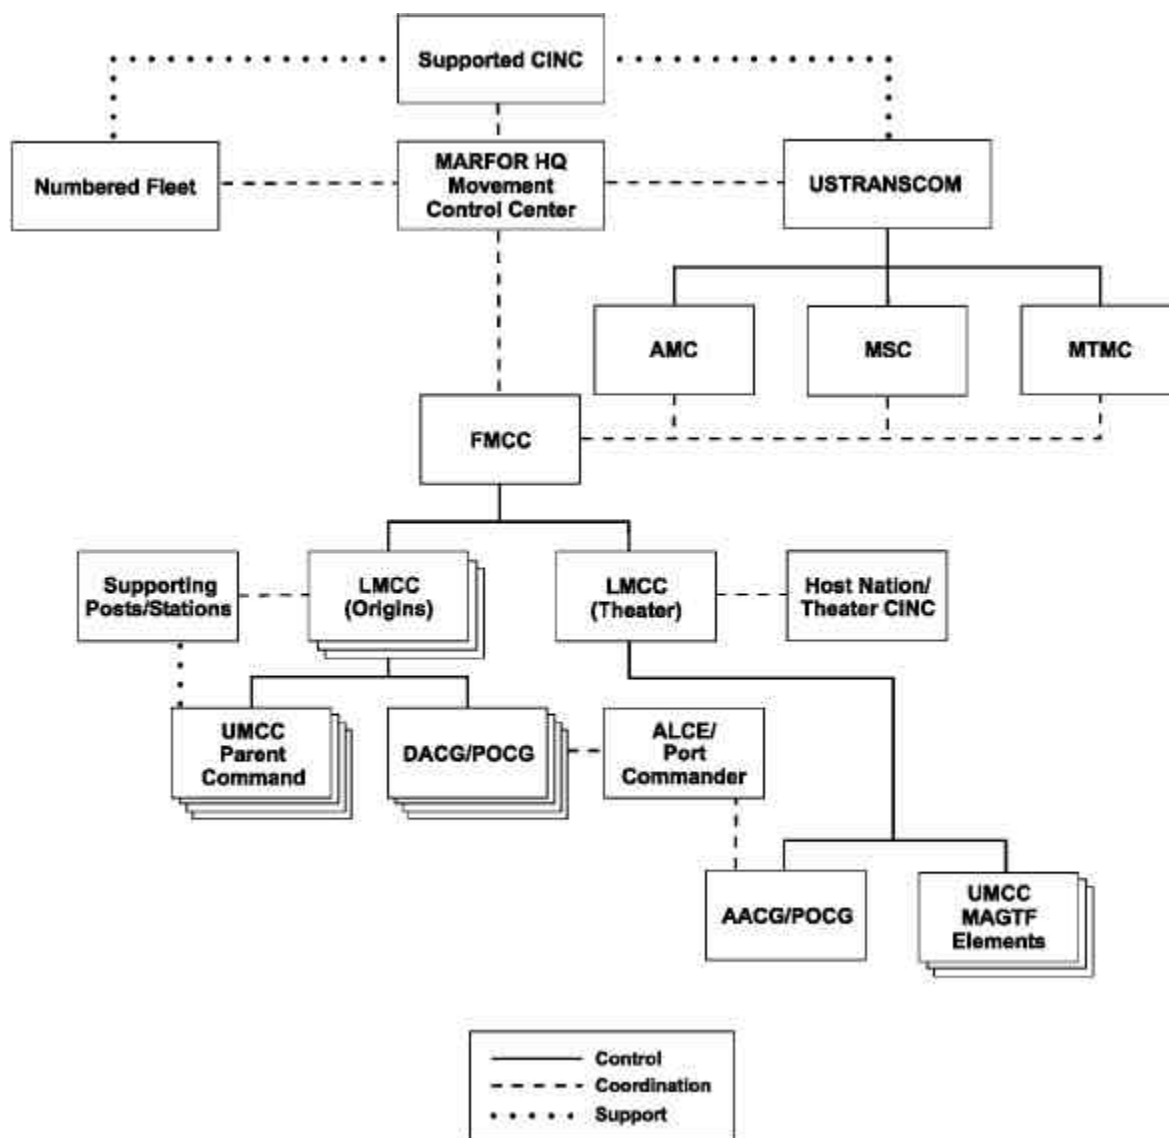 Supported CINC
Numbered Fleet
MARFOR HQ
Movement
Control Center
USTRANSCOM
AMC
MSC
MTMC
FMCC
Supporting
Posts/Stations
LMCC
(Origins)
LMCC
(Theater)
Host Nation/
Theater CINC
UMCC
Parent
Command
DACG/POCG
ALCE/
Port
Commander
AACG/POCG
UMCC
MAGTF
Elements
Control
Coordination
Support